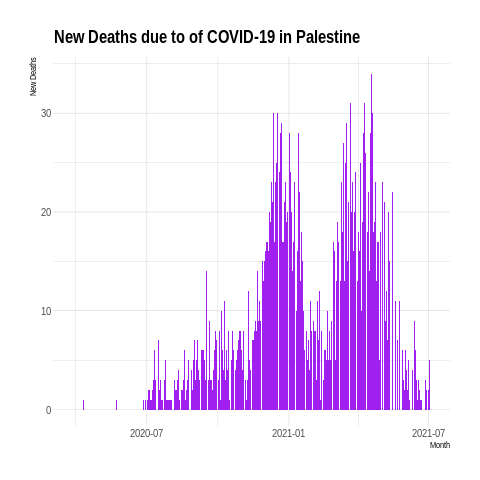 New Deaths due to of COVID-19 in Palestine
New Deaths
30
20
10
0
2020-07
2021-01
2021-07
Month